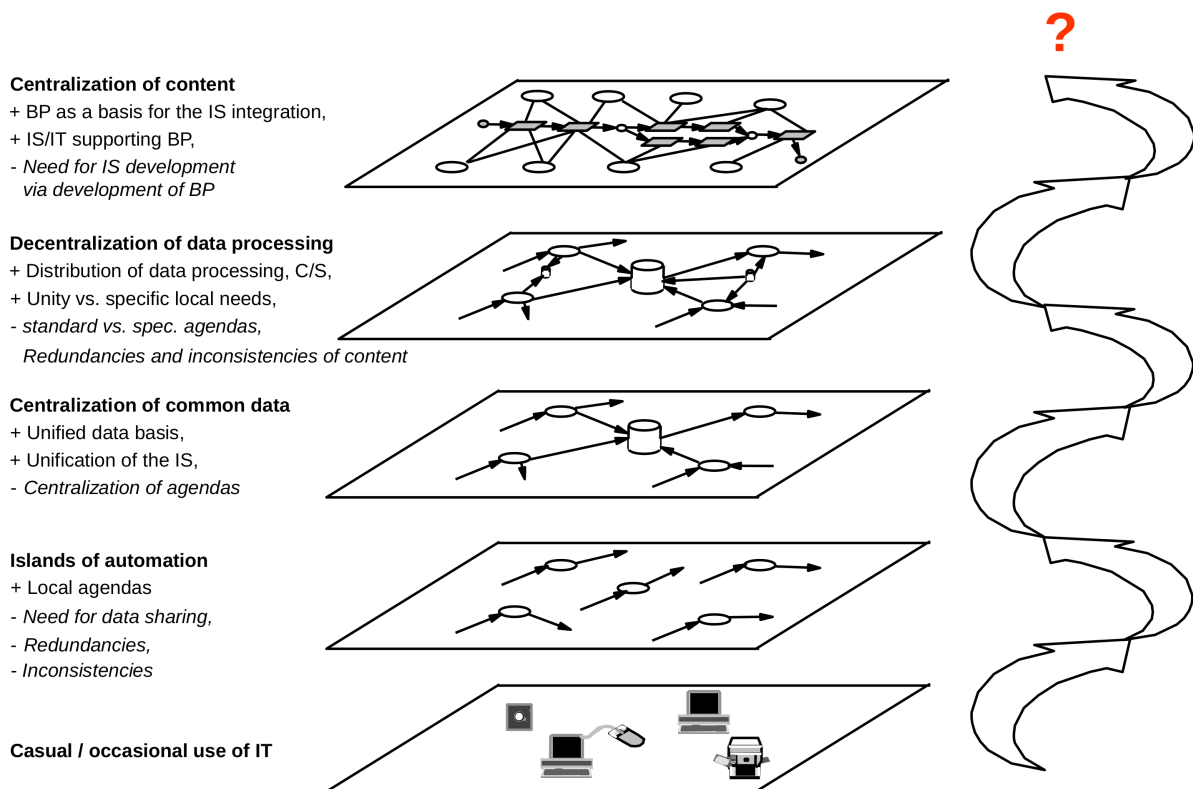 ?
Centralization of content
+ BP as a basis for the IS integration,
+ IS/IT supporting BP,
- Need for IS development
via development of BP
Decentralization of data processing
+ Distribution of data processing, C/S,
+ Unity vs. specific local needs,
- standard vs. spec. agendas,
Redundancies and inconsistencies of content
Centralization of common data
+ Unified data basis,
+ Unification of the IS,
- Centralization of agendas
Islands of automation
+ Local agendas
- Need for data sharing,
- Redundancies,
- Inconsistencies
Casual / occasional use of IT